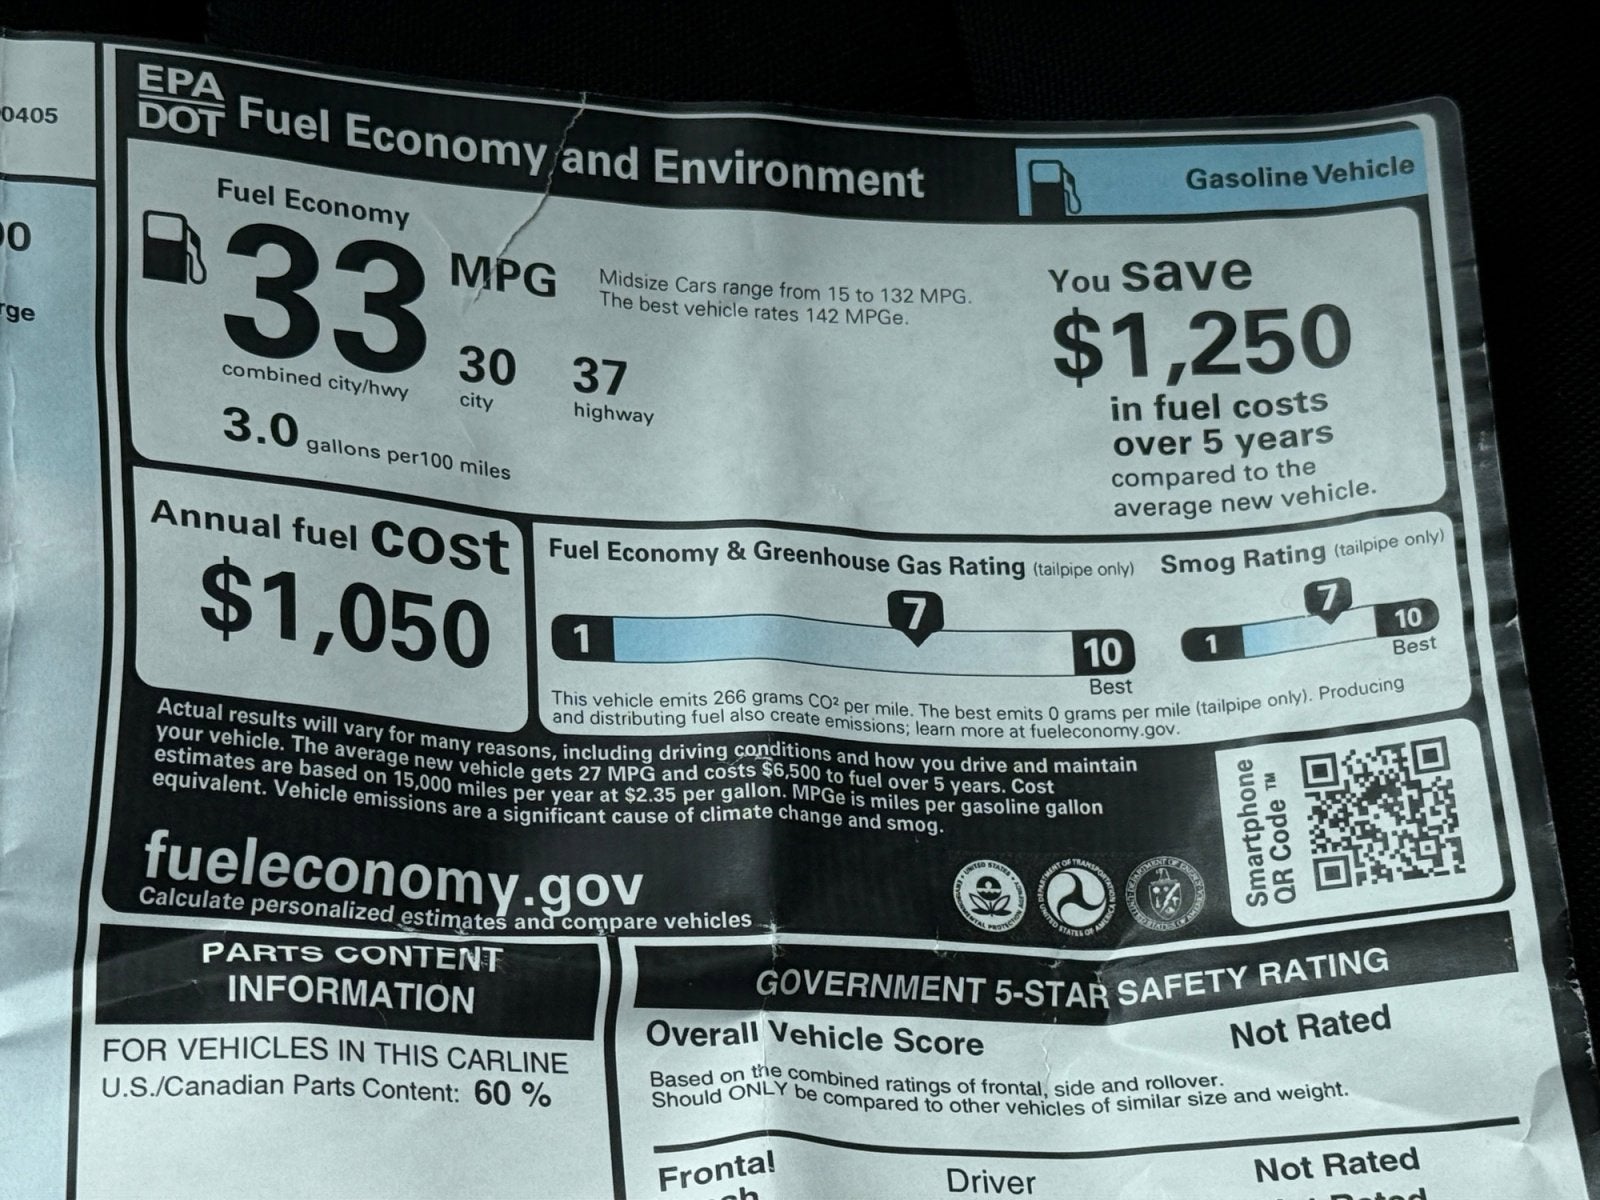 0405
00
rge
EPA
DOT Fuel Economy and Environment
Gasoline Vehicle
Fuel Economy
33 MPG
combined city/hwy
30
city
37
highway
3.0 gallons per100 miles
Midsize Cars range from 15 to 132 MPG.
The best vehicle rates 142 MPGe.
You save
$1,250
in fuel costs
over 5 years
compared to the
average new vehicle.
Annual fuel cost
$1,050
Fuel Economy & Greenhouse Gas Rating (tailpipe only)
1
7
10
Best
Smog Rating (tailpipe only)
1
7
10
Best
This vehicle emits 266 grams CO² per mile. The best emits 0 grams per mile (tailpipe only). Producing
and distributing fuel also create emissions; learn more at fueleconomy.gov.
Actual results will vary for many reasons, including driving conditions and how you drive and maintain
your vehicle. The average new vehicle gets 27 MPG and costs $6,500 to fuel over 5 years. Cost
estimates are based on 15,000 miles per year at $2.35 per gallon. MPGe is miles per gasoline gallon
equivalent. Vehicle emissions are a significant cause of climate change and smog.
fueleconomy.gov
Calculate personalized estimates and compare vehicles
Smartphone
QR Code™
PARTS CONTENT
INFORMATION
FOR VEHICLES IN THIS CARLINE
U.S./Canadian Parts Content: 60 %
GOVERNMENT 5-STAR SAFETY RATING
Overall Vehicle Score
Not Rated
Based on the combined ratings of frontal, side and rollover.
Should ONLY be compared to other vehicles of similar size and weight.
Frontal
Driver
Not Rated